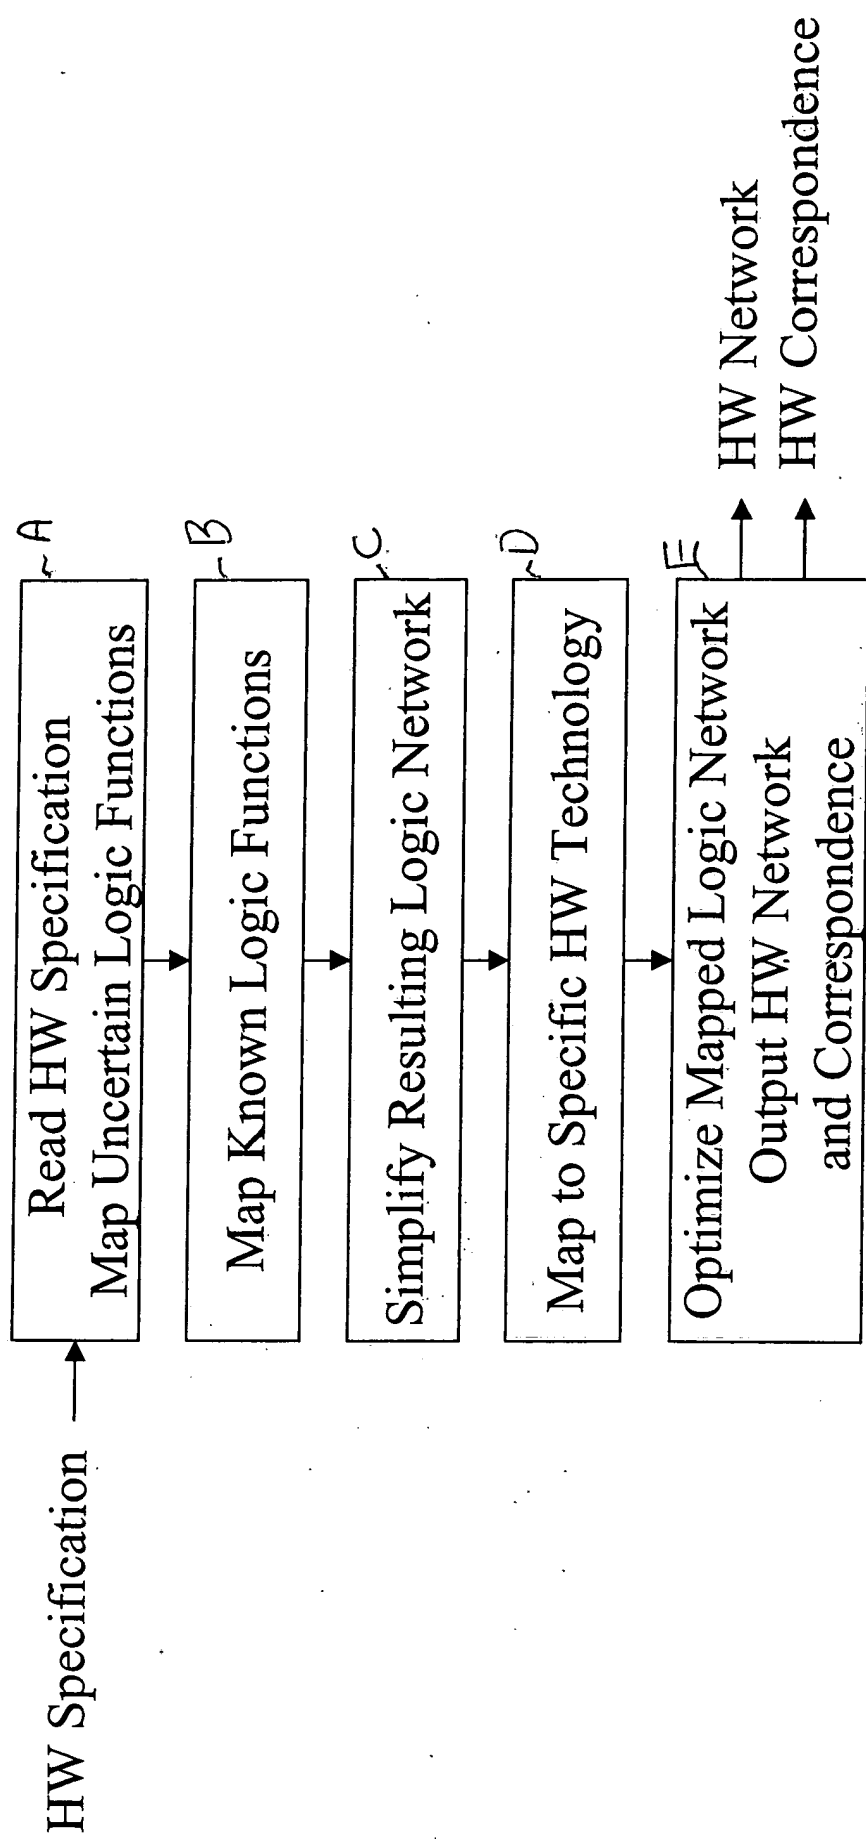 HW Specification
Read HW Specification
Map Uncertain Logic Functions
A
Map Known Logic Functions
B
Simplify Resulting Logic Network
C
Map to Specific HW Technology
D
Optimize Mapped Logic Network
Output HW Network
and Correspondence
E
HW Network
HW Correspondence